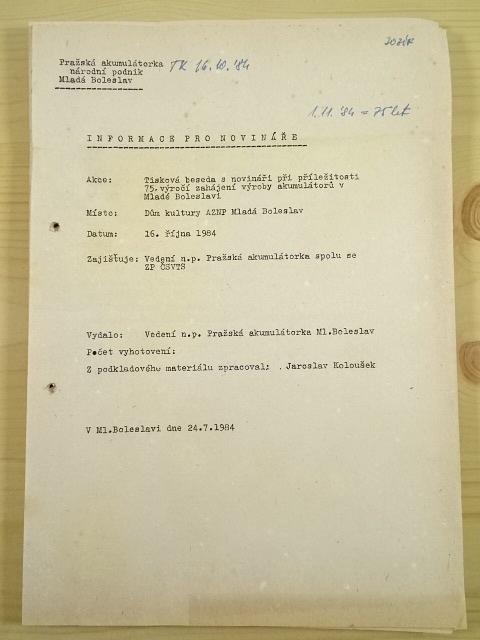 Pražská akumulátorka TK 16.10.'84
národní podnik
Mladá Boleslav
1.11.'84 = 75 let
INFORMACE PRO NOVINÁŘE
Akce: Tisková beseda s novináři při příležitosti
75.výročí zahájení výroby akumulátorů v
Mladé Boleslavi
Místo: Dům kultury AZNP Mladá Boleslav
Datum: 16. října 1984
Zajišťuje: Vedení n.p. Pražská akumulátorka spolu se
ZP ČSVTS
Vydalo: Vedení n.p. Pražská akumulátorka Ml.Boleslav
Počet vyhotovení:
Z podkladového materiálu zpracoval: . Jaroslav Koloušek
V Ml.Boleslavi dne 24.7.1984